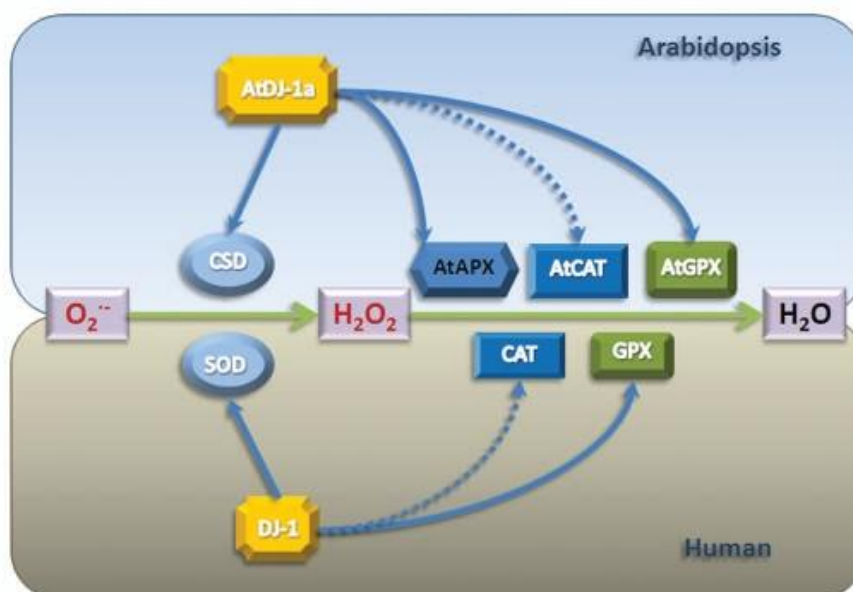 Arabidopsis
AtDJ-1a
CSD
AtAPX
AtCAT
AtGPX
O₂·-
H₂O₂
H₂O
SOD
CAT
GPX
DJ-1
Human